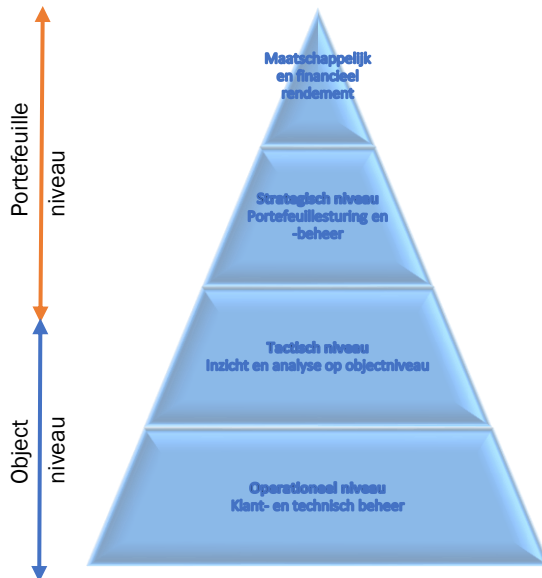 Maatschappelijk
en financieel
rendement
Strategisch niveau
Portefeuillesturing en
-beheer
Tactisch niveau
Inzicht en analyse op objectniveau
Operationeel niveau
Klant- en technisch beheer
Portefeuille
niveau
Object
niveau